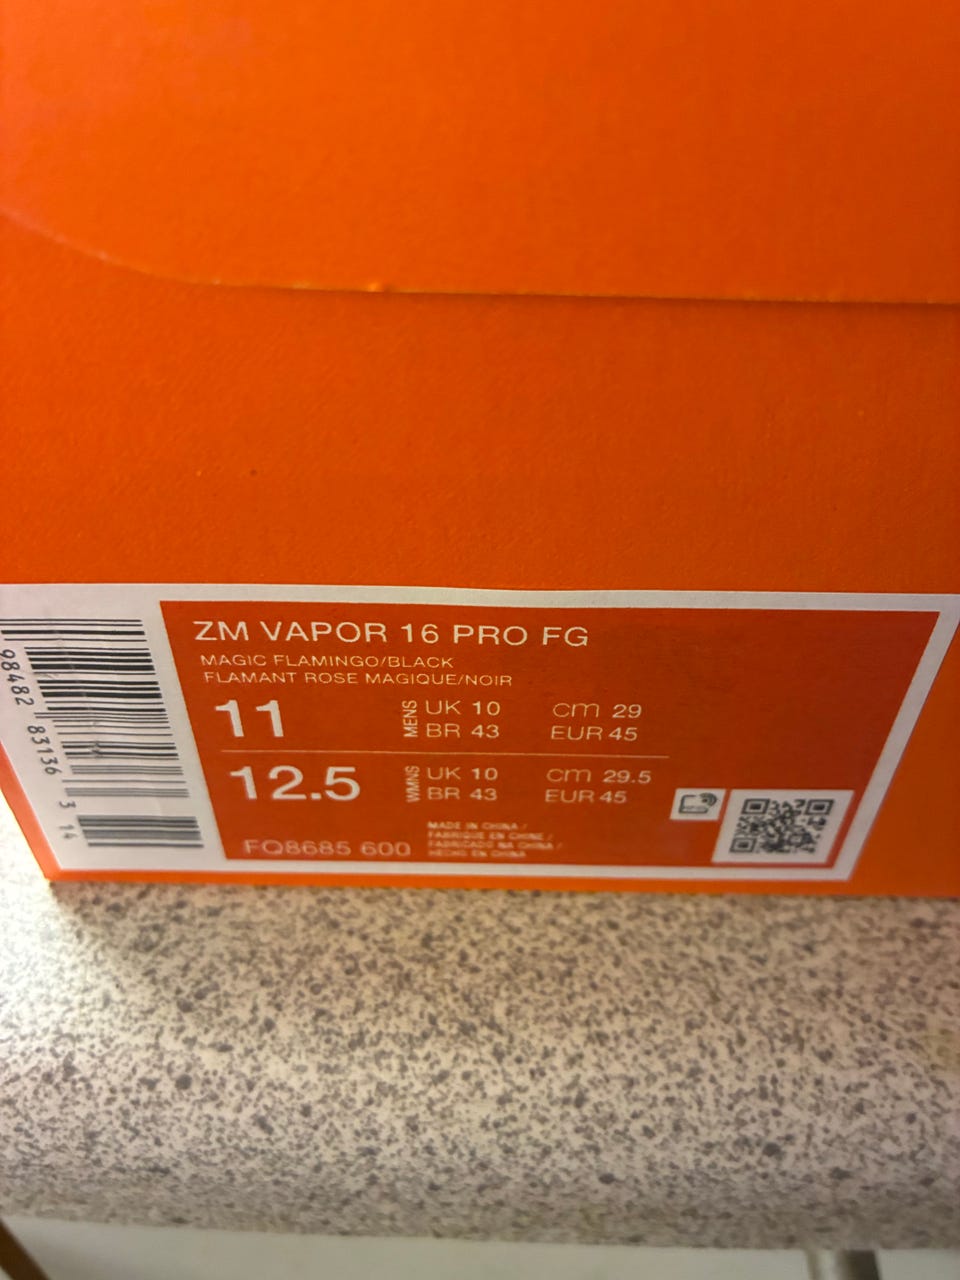 ZM VAPOR 16 PRO FG
MAGIC FLAMINGO/BLACK
FLAMANT ROSE MAGIQUE/NOIR
11
MENS
UK 10
cm 29
BR 43
EUR 45
12.5
WMNS
UK 10
cm 29.5
BR 43
EUR 45
FQ8685 600
MADE IN CHINA /
FABRIQUE EN CHINE /
FABRICADO NA CHINA /
HECHO EN CHINA
98482 83136 3 14